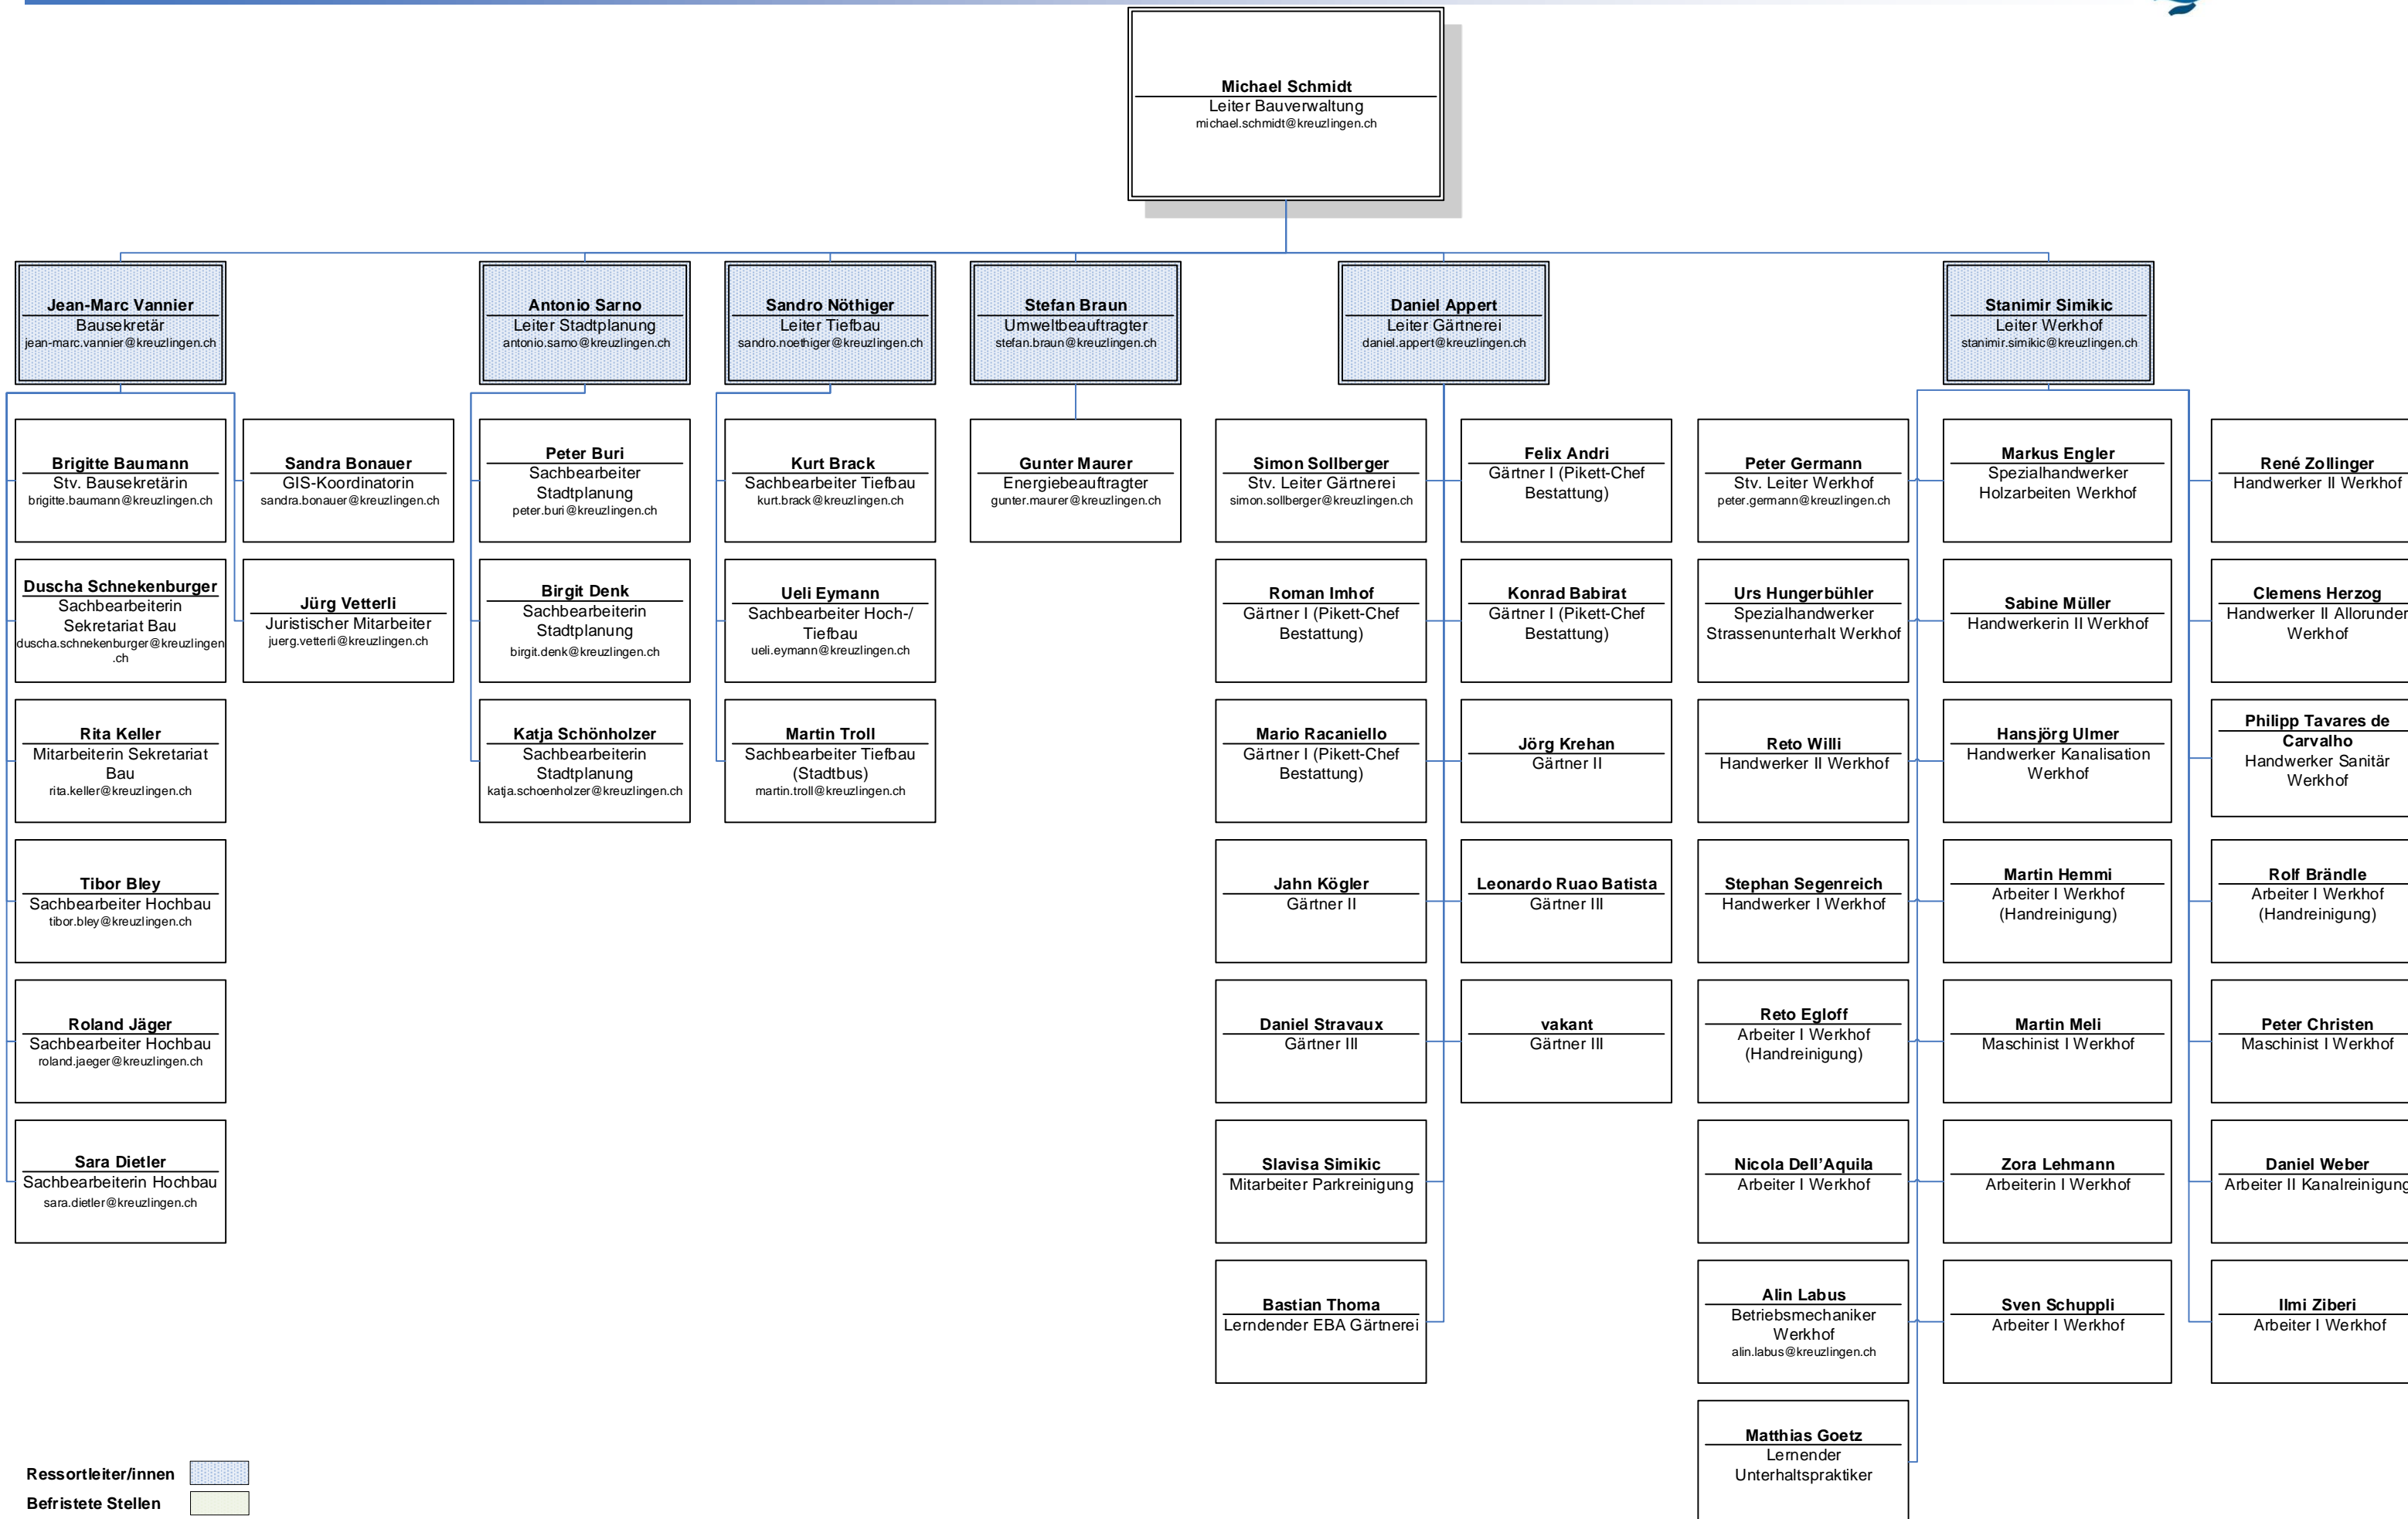 Michael Schmidt
Leiter Bauverwaltung
michael.schmidt@kreuzlingen.ch
Jean-Marc Vannier
Bausekretär
jean-marc.vannier@kreuzlingen.ch
Antonio Sarno
Leiter Stadtplanung
antonio.sarno@kreuzlingen.ch
Sandro Nöthiger
Leiter Tiefbau
sandro.noethiger@kreuzlingen.ch
Stefan Braun
Umweltbeauftragter
stefan.braun@kreuzlingen.ch
Daniel Appert
Leiter Gärtnerei
daniel.appert@kreuzlingen.ch
Stanimir Simikic
Leiter Werkhof
stanimir.simikic@kreuzlingen.ch
Brigitte Baumann
Stv. Bausekretärin
brigitte.baumann@kreuzlingen.ch
Sandra Bonauer
GIS-Koordinatorin
sandra.bonauer@kreuzlingen.ch
Peter Buri
Sachbearbeiter
Stadtplanung
peter.buri@kreuzlingen.ch
Kurt Brack
Sachbearbeiter Tiefbau
kurt.brack@kreuzlingen.ch
Gunter Maurer
Energiebeauftragter
gunter.maurer@kreuzlingen.ch
Simon Sollberger
Stv. Leiter Gärtnerei
simon.sollberger@kreuzlingen.ch
Felix Andri
Gärtner I (Pikett-Chef
Bestattung)
Peter Germann
Stv. Leiter Werkhof
peter.germann@kreuzlingen.ch
Markus Engler
Spezialhandwerker
Holzarbeiten Werkhof
René Zollinger
Handwerker II Werkhof
Duscha Schnekenburger
Sachbearbeiterin
Sekretariat Bau
duscha.schnekenburger@kreuzlingen
.ch
Jürg Vetterli
Juristischer Mitarbeiter
juerg.vetterli@kreuzlingen.ch
Birgit Denk
Sachbearbeiterin
Stadtplanung
birgit.denk@kreuzlingen.ch
Ueli Eymann
Sachbearbeiter Hoch-/
Tiefbau
ueli.eymann@kreuzlingen.ch
Roman Imhof
Gärtner I (Pikett-Chef
Bestattung)
Konrad Babirat
Gärtner I (Pikett-Chef
Bestattung)
Urs Hungerbühler
Spezialhandwerker
Strassenunterhalt Werkhof
Sabine Müller
Handwerkerin II Werkhof
Clemens Herzog
Handwerker II Allorunder
Werkhof
Rita Keller
Mitarbeiterin Sekretariat
Bau
rita.keller@kreuzlingen.ch
Katja Schönholzer
Sachbearbeiterin
Stadtplanung
katja.schoenholzer@kreuzlingen.ch
Martin Troll
Sachbearbeiter Tiefbau
(Stadtbus)
martin.troll@kreuzlingen.ch
Mario Racaniello
Gärtner I (Pikett-Chef
Bestattung)
Jörg Krehan
Gärtner II
Reto Willi
Handwerker II Werkhof
Hansjörg Ulmer
Handwerker Kanalisation
Werkhof
Philipp Tavares de
Carvalho
Handwerker Sanitär
Werkhof
Tibor Bley
Sachbearbeiter Hochbau
tibor.bley@kreuzlingen.ch
Jahn Kögler
Gärtner II
Leonardo Ruao Batista
Gärtner III
Stephan Segenreich
Handwerker I Werkhof
Martin Hemmi
Arbeiter I Werkhof
(Handreinigung)
Rolf Brändle
Arbeiter I Werkhof
(Handreinigung)
Roland Jäger
Sachbearbeiter Hochbau
roland.jaeger@kreuzlingen.ch
Daniel Stravaux
Gärtner III
vakant
Gärtner III
Reto Egloff
Arbeiter I Werkhof
(Handreinigung)
Martin Meli
Maschinist I Werkhof
Peter Christen
Maschinist I Werkhof
Sara Dietler
Sachbearbeiterin Hochbau
sara.dietler@kreuzlingen.ch
Slavisa Simikic
Mitarbeiter Parkreinigung
Nicola Dell'Aquila
Arbeiter I Werkhof
Zora Lehmann
Arbeiterin I Werkhof
Daniel Weber
Arbeiter II Kanalreinigung
Bastian Thoma
Lerndender EBA Gärtnerei
Alin Labus
Betriebsmechaniker
Werkhof
alin.labus@kreuzlingen.ch
Sven Schuppli
Arbeiter I Werkhof
Ilmi Ziberi
Arbeiter I Werkhof
Matthias Goetz
Lernender
Unterhaltspraktiker
Ressortleiter/innen
Befristete Stellen